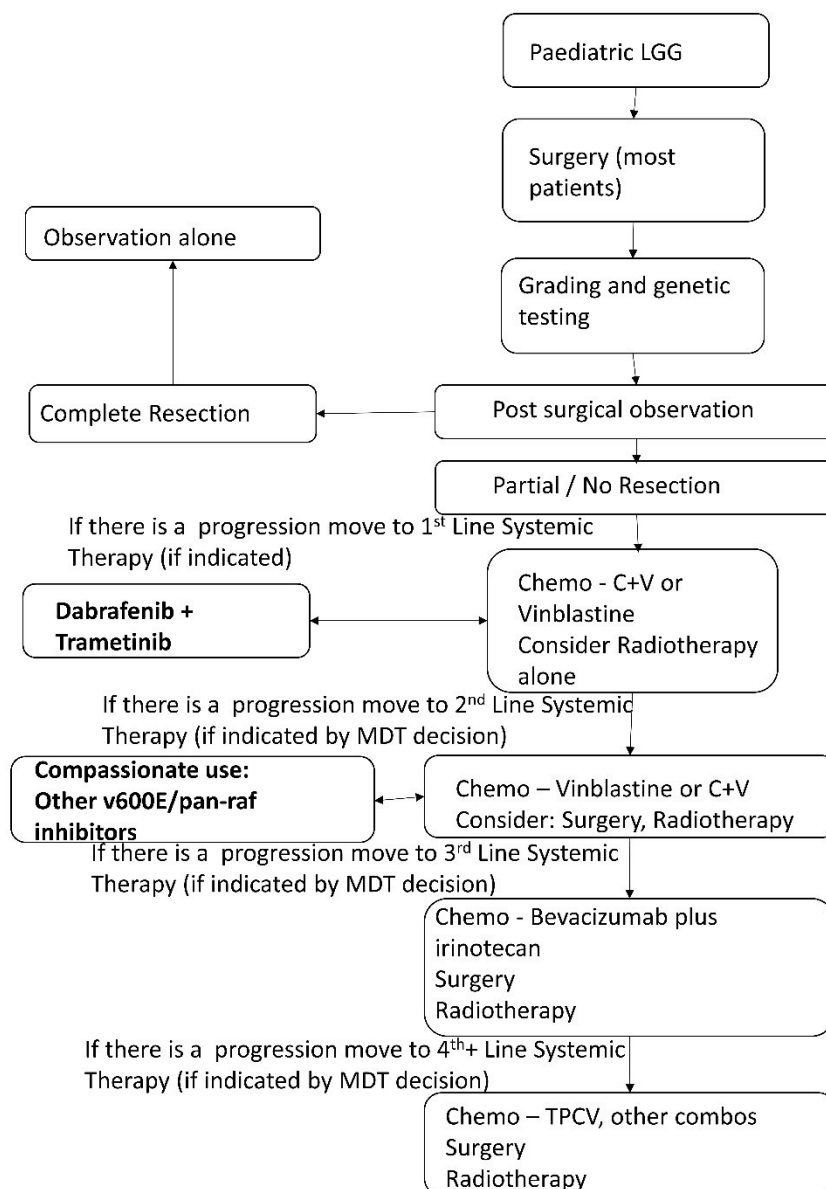 Paediatric LGG
Surgery (most
patients)
Observation alone
Grading and genetic
testing
Complete Resection
Post surgical observation
Partial / No Resection
If there is a  progression move to 1st Line Systemic
Therapy (if indicated)
Chemo - C+V or
Vinblastine
Consider Radiotherapy
alone
Dabrafenib +
Trametinib
If there is a  progression move to 2nd Line Systemic
Therapy (if indicated by MDT decision)
Compassionate use:
Other v600E/pan-raf
inhibitors
Chemo – Vinblastine or C+V
Consider: Surgery, Radiotherapy
If there is a  progression move to 3rd Line Systemic
Therapy (if indicated by MDT decision)
Chemo - Bevacizumab plus
irinotecan
Surgery
Radiotherapy
If there is a  progression move to 4th+ Line Systemic
Therapy (if indicated by MDT decision)
Chemo – TPCV, other combos
Surgery
Radiotherapy